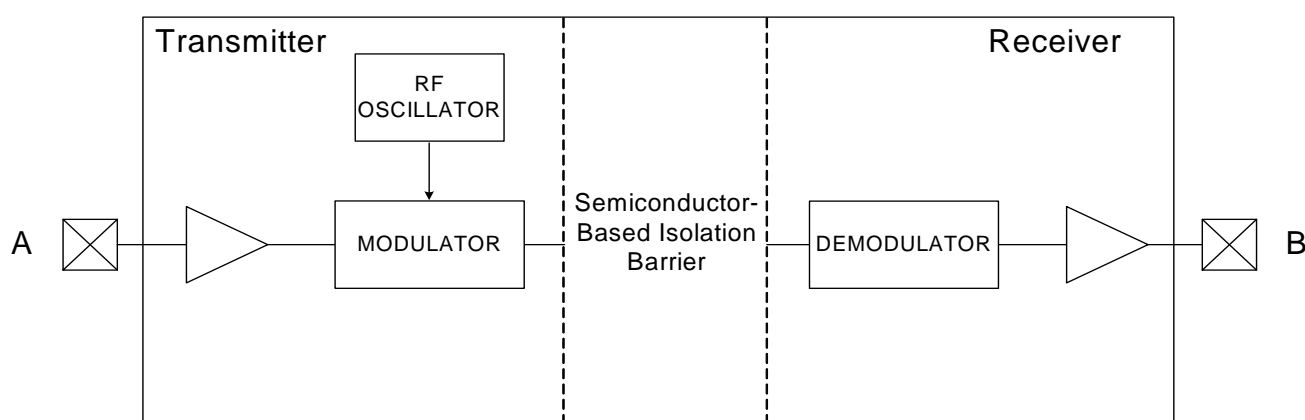 Transmitter
Receiver
RF
OSCILLATOR
A
MODULATOR
Semiconductor-
Based Isolation
Barrier
DEMODULATOR
B